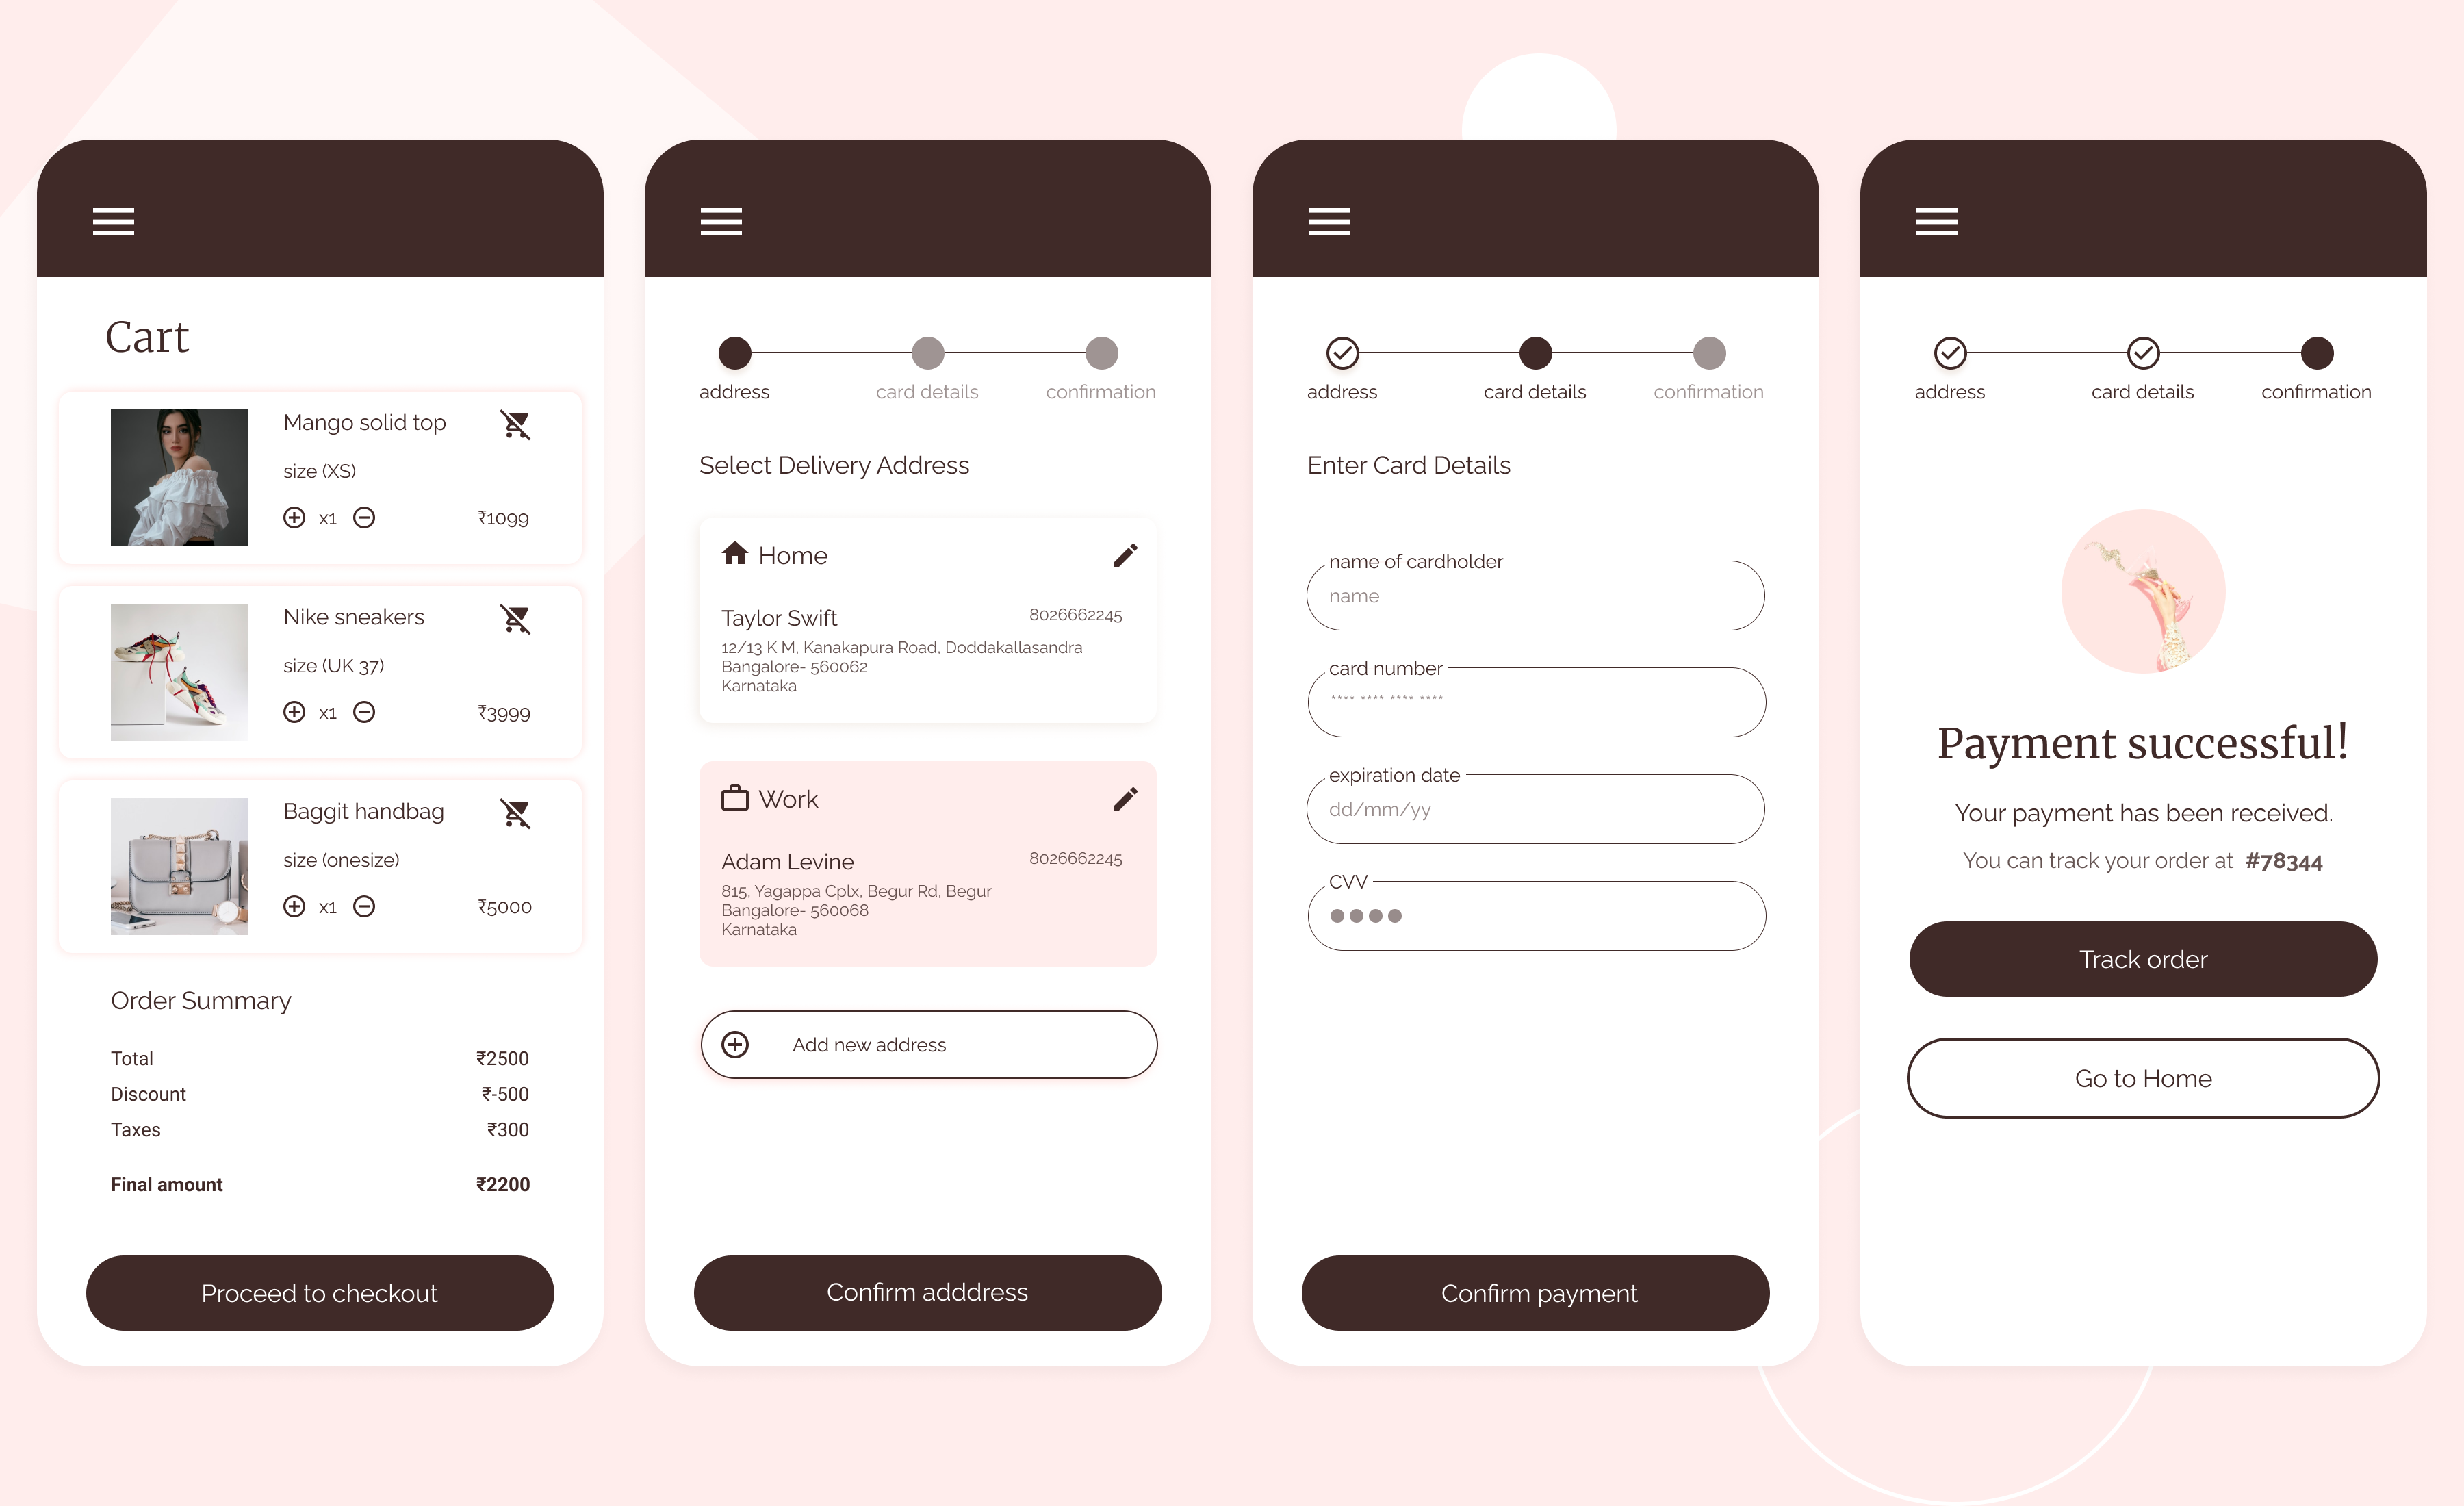 Cart
Mango solid top
size (XS)
x1
₹1099
Nike sneakers
size (UK 37)
x1
₹3999
Baggit handbag
size (onesize)
x1
₹5000
Order Summary
Total ₹2500
Discount ₹-500
Taxes ₹300
Final amount ₹2200
Proceed to checkout
address card details confirmation
Select Delivery Address
Home
Taylor Swift 8026662245
12/13 K M, Kanakapura Road, Doddakallasandra
Bangalore- 560062
Karnataka
Work
Adam Levine 8026662245
815, Yagappa Cplx, Begur Rd, Begur
Bangalore- 560068
Karnataka
Add new address
Confirm adddress
address card details confirmation
Enter Card Details
name of cardholder
name
card number
**** **** **** ****
expiration date
dd/mm/yy
CVV
Confirm payment
address card details confirmation
Payment successful!
Your payment has been received.
You can track your order at #78344
Track order
Go to Home